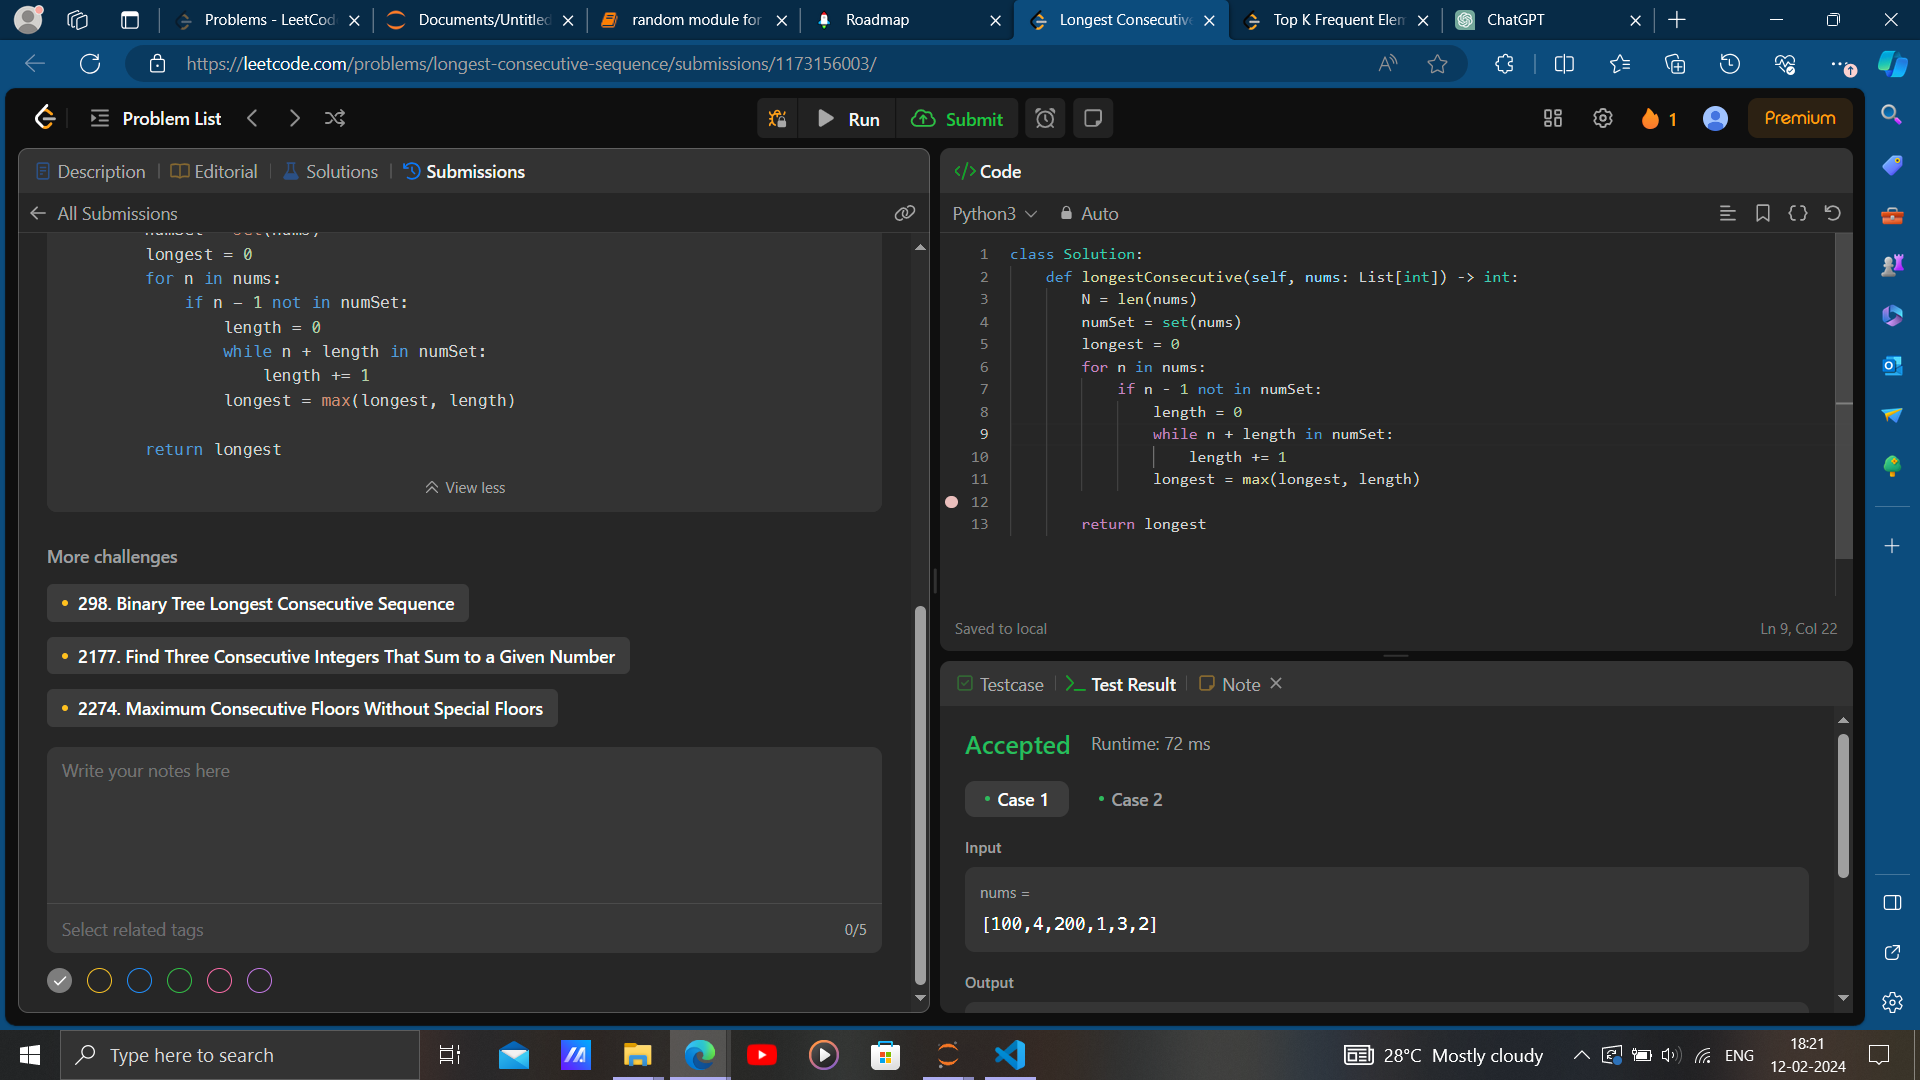 Problems - LeetCod
Documents/Untitled
random module for
Roadmap
Longest Consecutive
Top K Frequent Elem
ChatGPT
https://leetcode.com/problems/longest-consecutive-sequence/submissions/1173156003/
Problem List
Run
Submit
1
Premium
Description
Editorial
Solutions
Submissions
All Submissions
numSet = set(nums)
longest = 0
for n in nums:
if n - 1 not in numSet:
length = 0
while n + length in numSet:
length += 1
longest = max(longest, length)
return longest
View less
More challenges
298. Binary Tree Longest Consecutive Sequence
2177. Find Three Consecutive Integers That Sum to a Given Number
2274. Maximum Consecutive Floors Without Special Floors
Write your notes here
Select related tags
0/5
</> Code
Python3
Auto
1 class Solution:
2 def longestConsecutive(self, nums: List[int]) -> int:
3 N = len(nums)
4 numSet = set(nums)
5 longest = 0
6 for n in nums:
7 if n - 1 not in numSet:
8 length = 0
9 while n + length in numSet:
10 length += 1
11 longest = max(longest, length)
12
13 return longest
Saved to local
Ln 9, Col 22
Testcase
Test Result
Note
Accepted
Runtime: 72 ms
Case 1
Case 2
Input
nums =
[100,4,200,1,3,2]
Output
Type here to search
28°C Mostly cloudy
ENG
18:21
12-02-2024